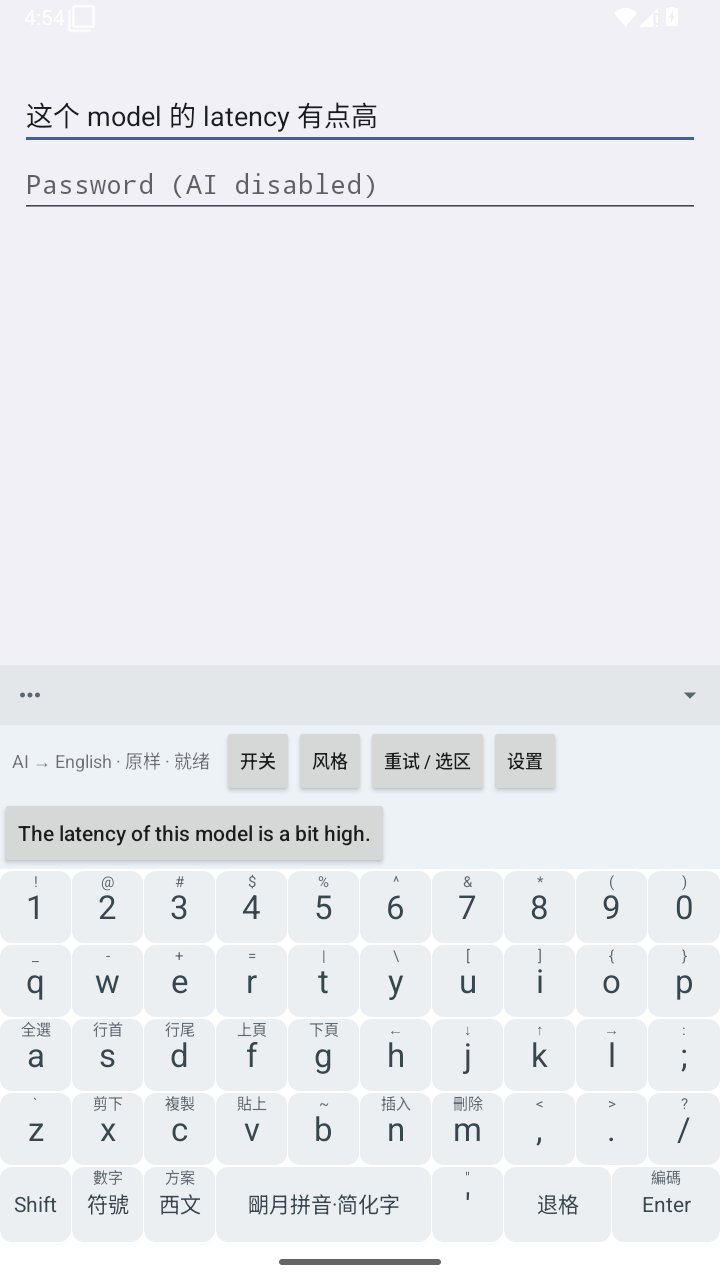 4:54
这个 model 的 latency 有点高
Password (AI disabled)
AI → English · 原样 · 就绪 开关 风格 重试 / 选区 设置
The latency of this model is a bit high.
! @ # $ % ^ & * ( )
1 2 3 4 5 6 7 8 9 0
_ - + = | \ [ ] { }
q w e r t y u i o p
全選 行首 行尾 上頁 下頁 ← ↓ ↑ → :
a s d f g h j k l ;
` 剪下 複製 貼上 ~ 插入 刪除 < > ?
z x c v b n m , . /
數字 方案 " 編碼
Shift 符號 西文 朙月拼音·简化字 ' 退格 Enter